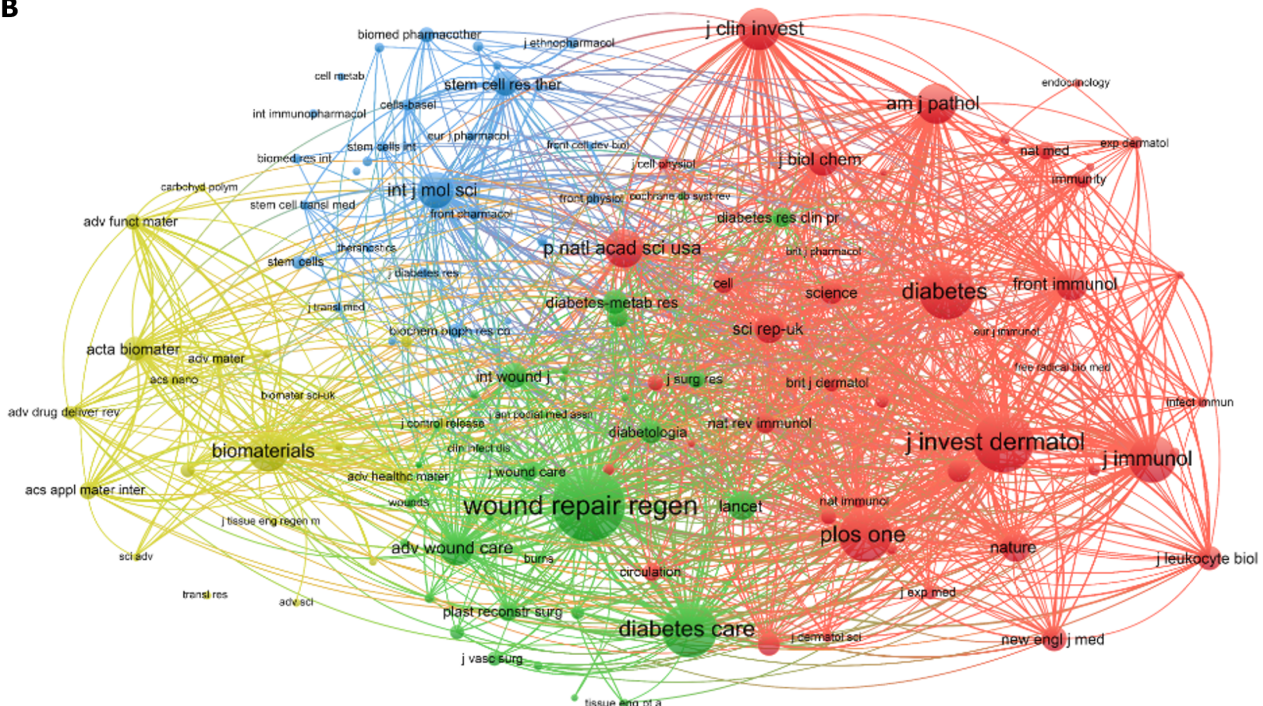 B
j clin invest
biomed pharmacother
j ethnopharmacol
cell metab
stem cell res ther
endocrinology
cells-basel
am j pathol
int immunopharmacol
eur j pharmacol
front cell dev biol
stem cells int
nat med
exp dermatol
biomed res int
j cell physiol
j biol chem
immunity
carbohyd polym
int j mol sci
front physiol
cochrane db syst rev
stem cell transl med
front pharmacol
diabetes res clin pr
adv funct mater
theranostics
p natl acad sci usa
brit j pharmacol
stem cells
j diabetes res
cell
science
diabetes
front immunol
j transl med
diabetes-metab res
biochem bioph res co
sci rep-uk
eur j immunol
acta biomater
adv mater
free radical bio med
acs nano
int wound j
j surg res
brit j dermatol
biomater sci-uk
infect immun
adv drug deliver rev
j am podiat med assn
j control release
diabetologia
nat rev immunol
biomaterials
clin infect dis
j invest dermatol
j immunol
adv healthc mater
j wound care
acs appl mater inter
wounds
wound repair regen
lancet
nat immunol
j tissue eng regen m
plos one
sci adv
adv wound care
burns
circulation
nature
j leukocyte biol
transl res
adv sci
j exp med
plast reconstr surg
diabetes care
j dermatol sci
new engl j med
j vasc surg
tissue eng pt a